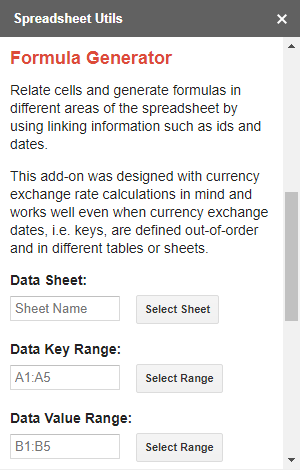 Spreadsheet Utils ×
Formula Generator
Relate cells and generate formulas in
different areas of the spreadsheet by
using linking information such as ids and
dates.
This add-on was designed with currency
exchange rate calculations in mind and
works well even when currency exchange
dates, i.e. keys, are defined out-of-order
and in different tables or sheets.
Data Sheet:
Sheet Name Select Sheet
Data Key Range:
A1:A5 Select Range
Data Value Range:
B1:B5 Select Range